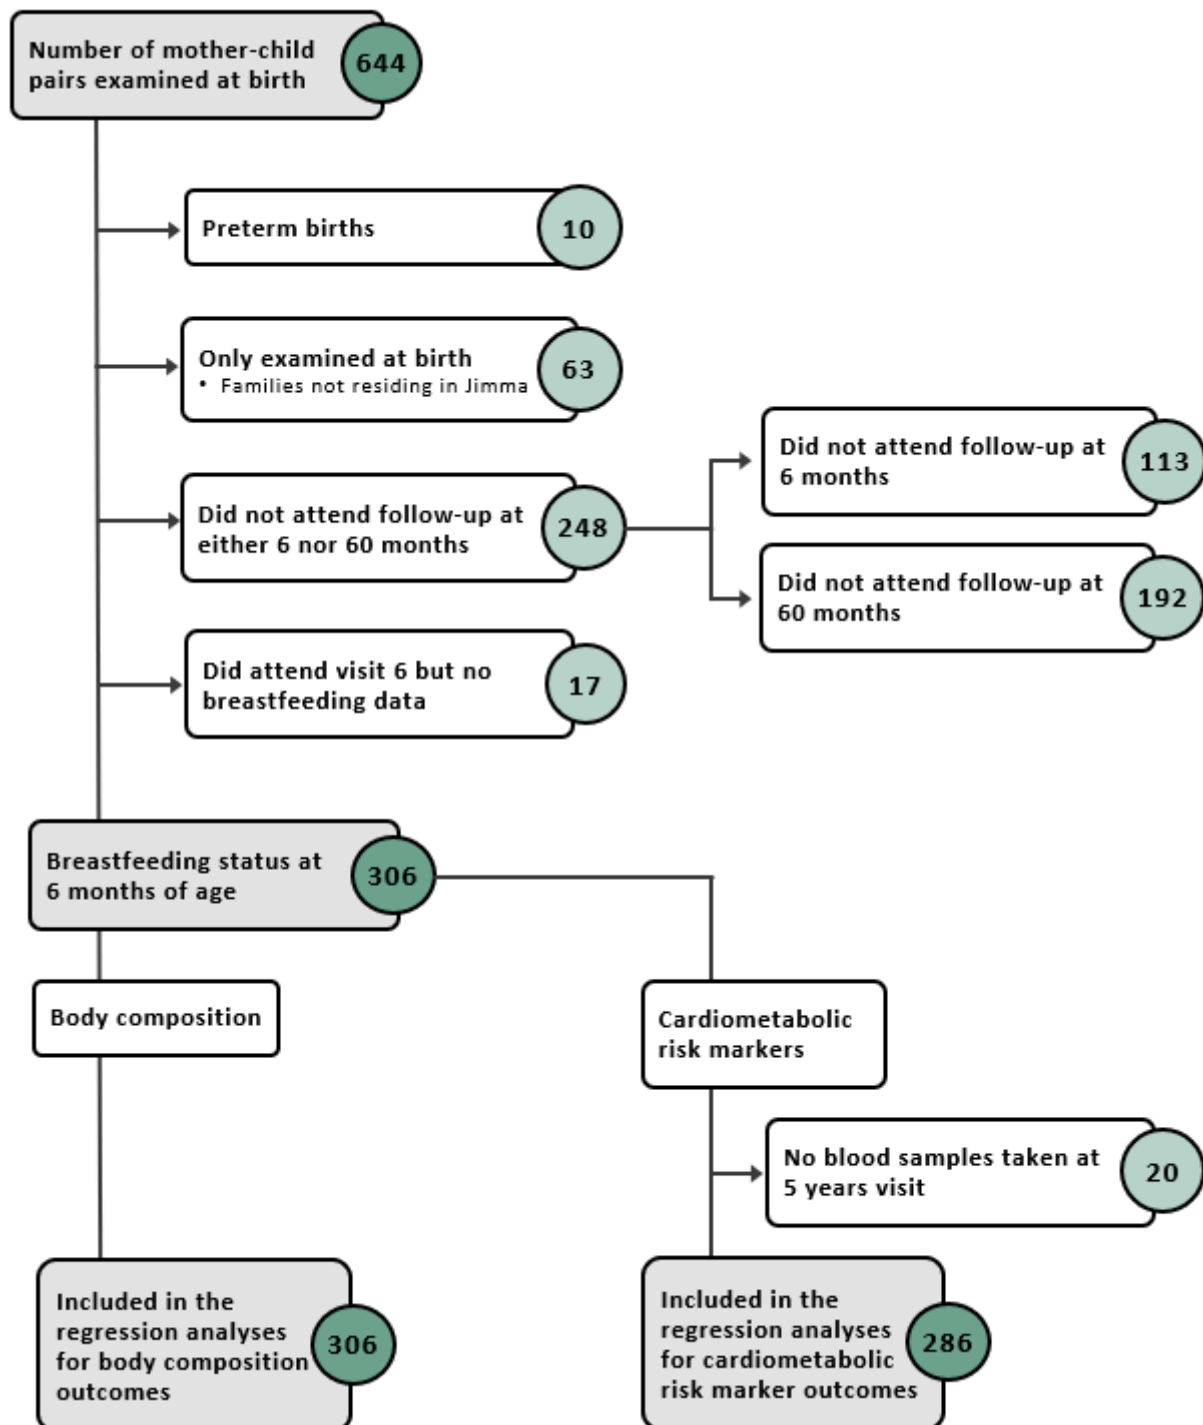 Number of mother-child
pairs examined at birth
644
Preterm births
10
Only examined at birth
• Families not residing in Jimma
63
Did not attend follow-up at
either 6 nor 60 months
248
Did not attend follow-up at
6 months
113
Did not attend follow-up at
60 months
192
Did attend visit 6 but no
breastfeeding data
17
Breastfeeding status at
6 months of age
306
Body composition
Cardiometabolic
risk markers
No blood samples taken at
5 years visit
20
Included in the
regression analyses
for body composition
outcomes
306
Included in the
regression analyses
for cardiometabolic
risk marker outcomes
286